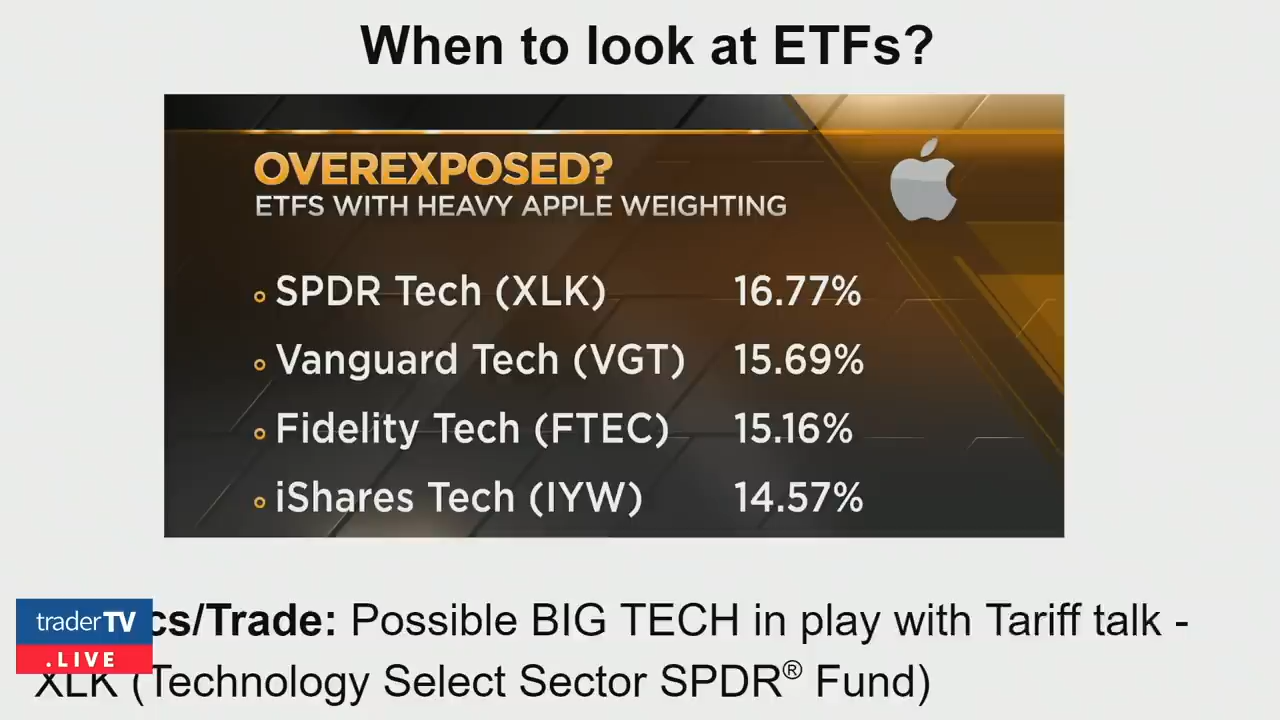 When to look at ETFs?
OVEREXPOSED?
ETFS WITH HEAVY APPLE WEIGHTING
SPDR Tech (XLK) 16.77%
Vanguard Tech (VGT) 15.69%
Fidelity Tech (FTEC) 15.16%
iShares Tech (IYW) 14.57%
cs/Trade: Possible BIG TECH in play with Tariff talk -
XLK (Technology Select Sector SPDR® Fund)
traderTV
.LIVE